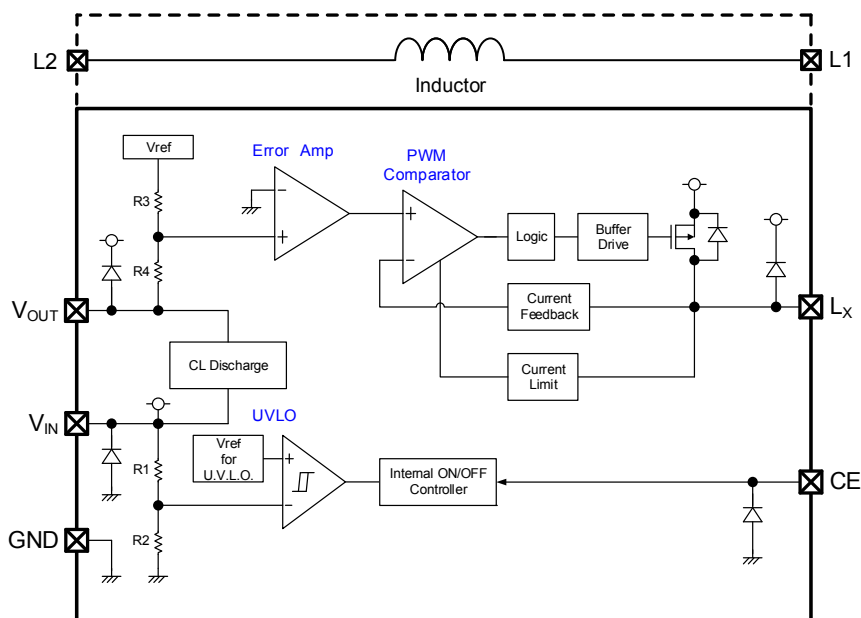 L2
L1
Inductor
Vref
Error Amp
PWM
Comparator
R3
−
+
+
−
Logic
Buffer
Drive
R4
VOUT
Current
Feedback
LX
CL Discharge
Current
Limit
VIN
UVLO
R1
Vref
for
U.V.L.O.
+
−
Internal ON/OFF
Controller
CE
GND
R2